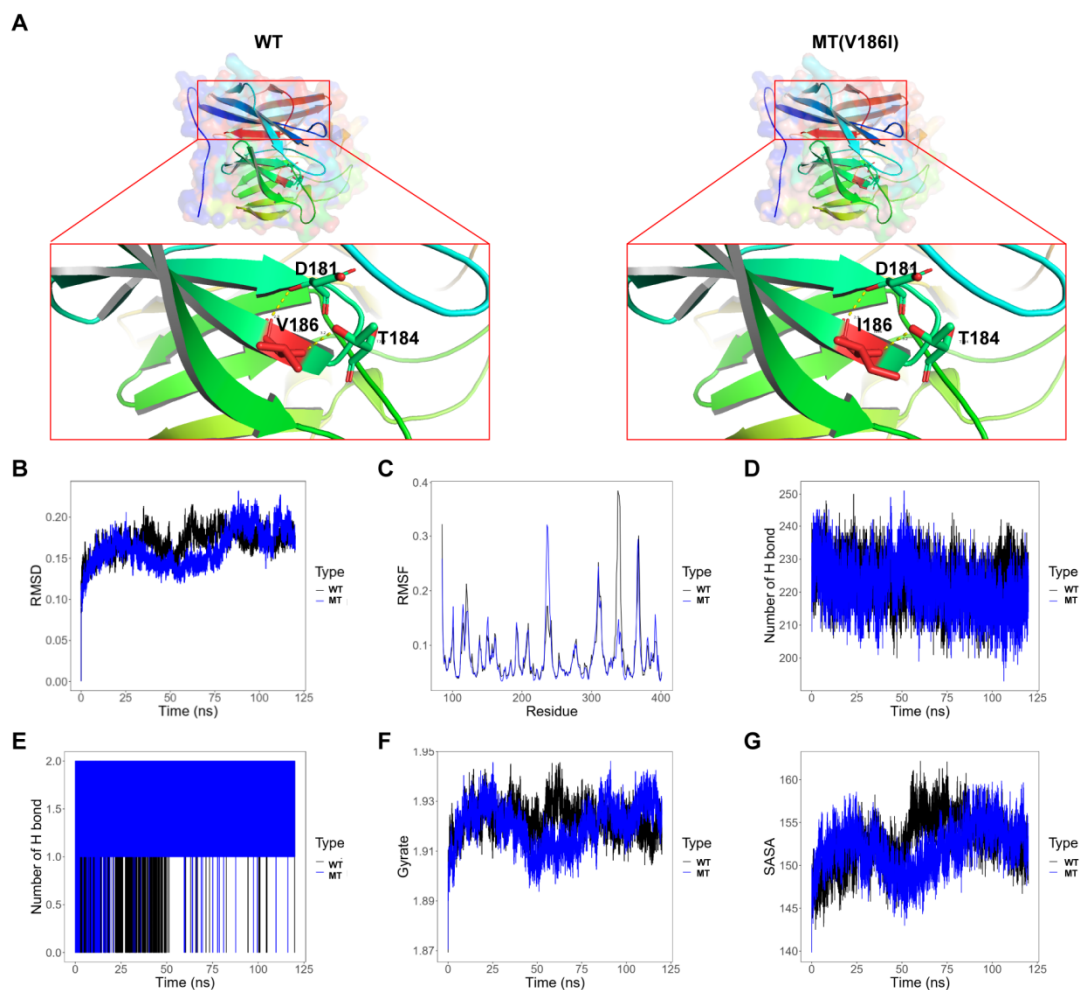 A
WT
MT(V186I)
D181
V186
T184
D181
I186
T184
B
RMSD
0.20
0.15
0.10
0.05
0.00
0
25
50
75
100
125
Time (ns)
Type
WT
MT
C
RMSF
0.4
0.3
0.2
0.1
100
200
300
400
Residue
Type
WT
MT
D
Number of H bond
250
240
230
220
210
200
0
25
50
75
100
125
Time (ns)
Type
WT
MT
E
Number of H bond
2.0
1.5
1.0
0.5
0.0
0
25
50
75
100
125
Time (ns)
Type
WT
MT
F
Gyrate
1.95
1.93
1.91
1.89
1.87
0
25
50
75
100
125
Time (ns)
Type
WT
MT
G
SASA
160
155
150
145
140
0
25
50
75
100
125
Time (ns)
Type
WT
MT